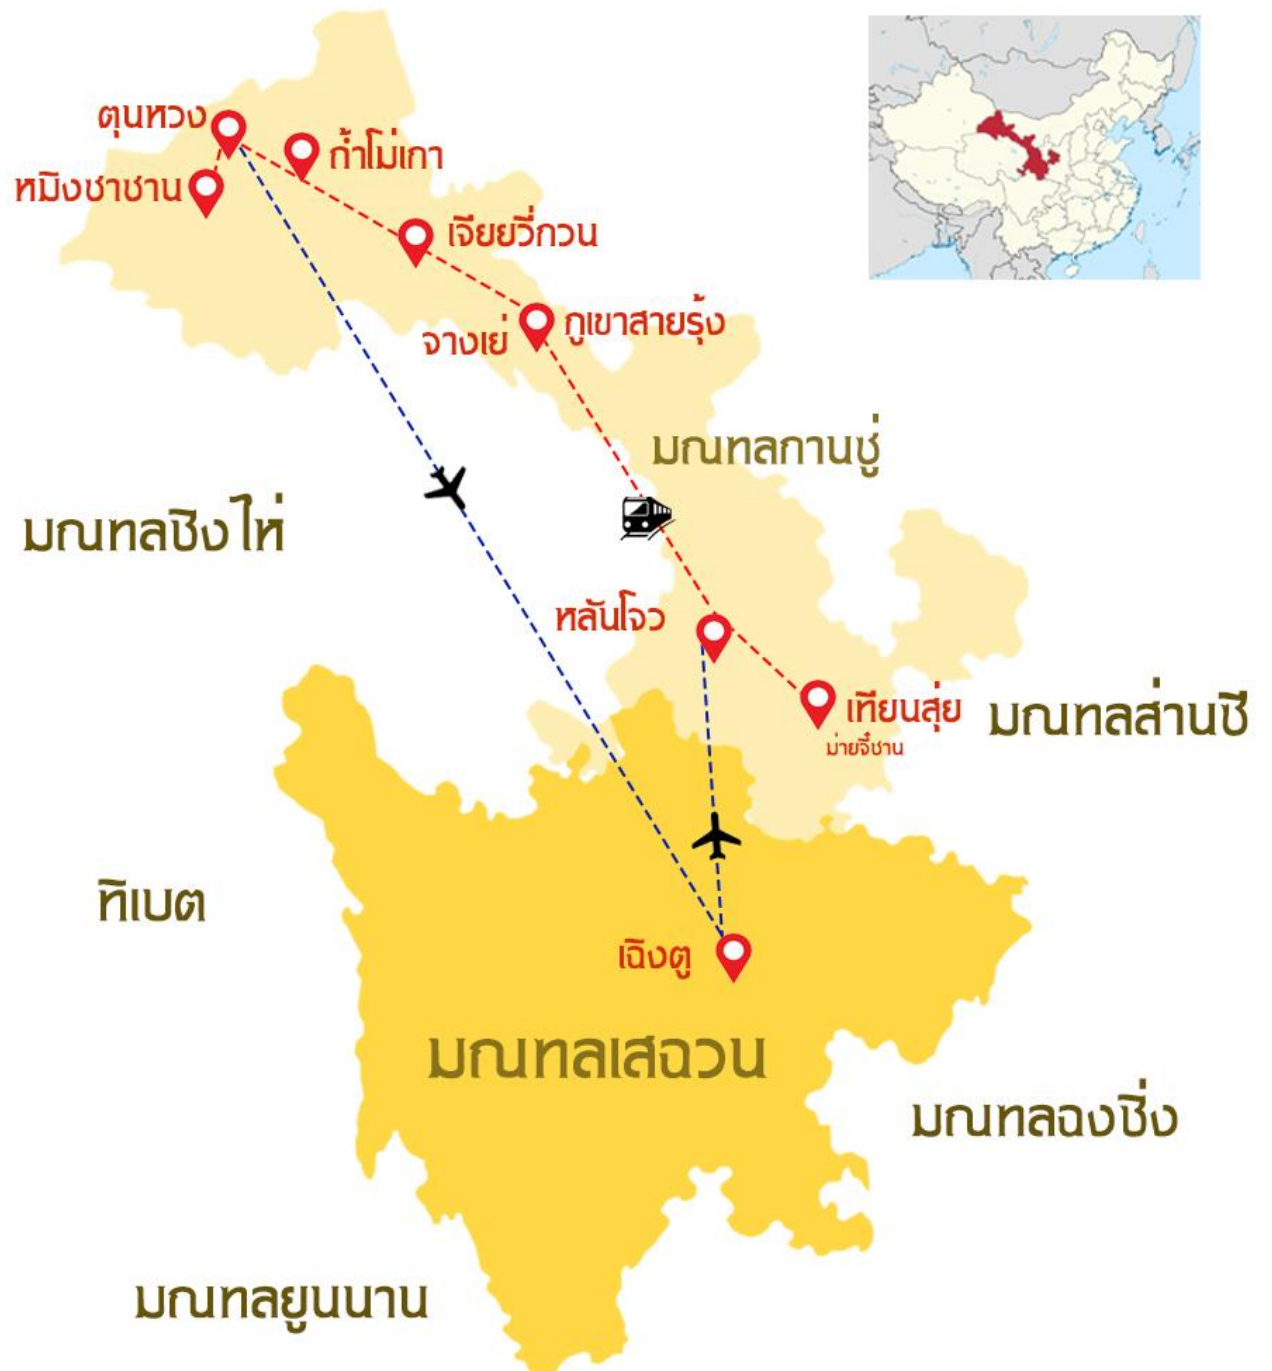 ตุนหวง
ถ้ำโม่เกา
หมิงซาซาน
เจียยวี่กวน
ภูเขาสายรุ้ง
จางเย่
มณฑลกานซู่
มณฑลชิงไห่
หลันโจว
เทียนสุ่ย
ม่ายจี๋ซาน
มณฑลส่านซี
ทิเบต
เฉิงตู
มณฑลเสฉวน
มณฑลฉงชิ่ง
มณฑลยูนนาน